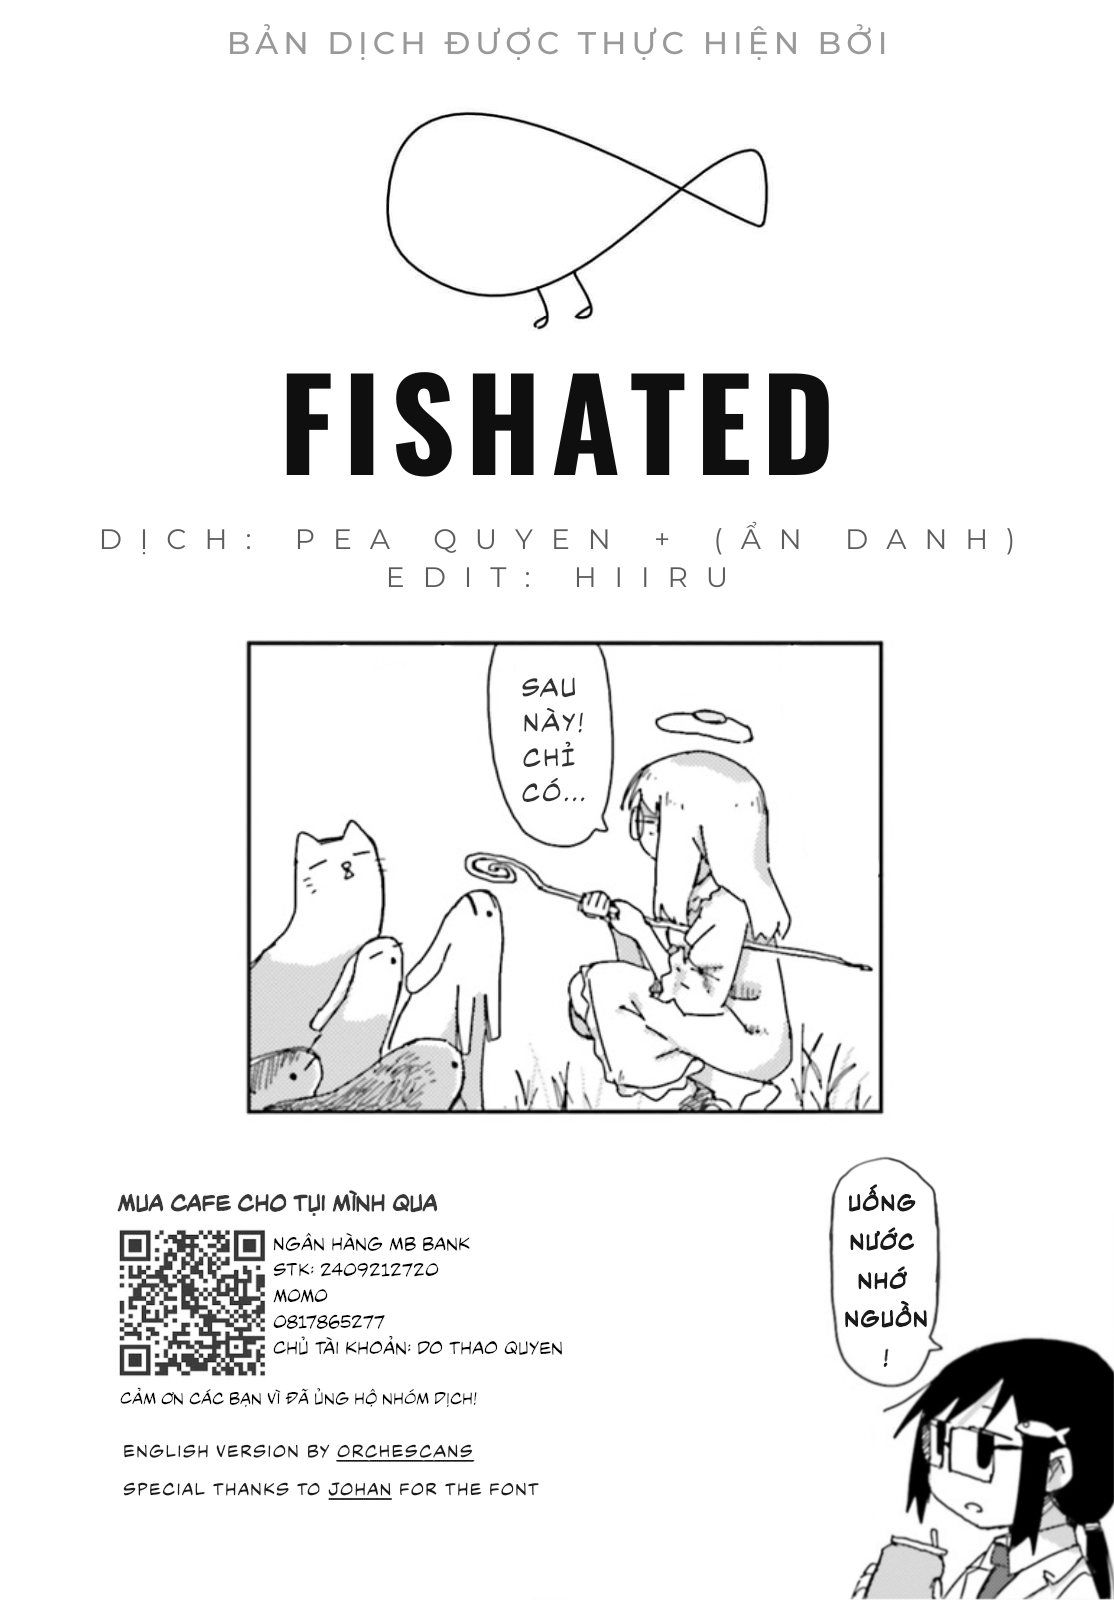 BẢN DỊCH ĐƯỢC THỰC HIỆN BỞI
FISHATED
DỊCH: PEA QUYEN + (ẨN DANH)
EDIT: HIIRU
SAU
NÀY!
CHỈ
CÓ...
MUA CAFE CHO TỤI MÌNH QUA
NGÂN HÀNG MB BANK
STK: 2409212720
MOMO
0817865277
CHỦ TÀI KHOẢN: DO THAO QUYEN
CẢM ƠN CÁC BẠN VÌ ĐÃ ỦNG HỘ NHÓM DỊCH!
ENGLISH VERSION BY ORCHESCANS
SPECIAL THANKS TO JOHAN FOR THE FONT
UỐNG
NƯỚC
NHỚ
NGUỒN
!